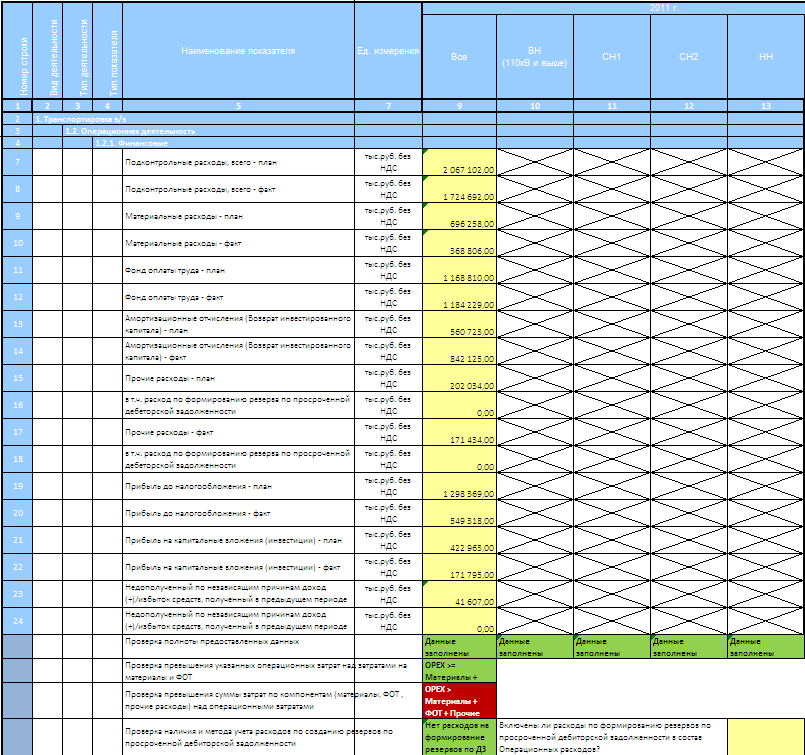 2011 г.
Номер строки
Вид деятельности
Тип деятельности
Тип показателя
Наименование показателя
Ед. измерения
Все
ВН
(110кВ и выше)
СН1
СН2
НН
1 2 3 4 5 7 9 10 11 12 13
2 1. Транспортировка э/э
3 1.2. Операционная деятельность
4 1.2.1. Финансовые
7 Подконтрольные расходы, всего - план тыс.руб. без
НДС 2 067 102,00
8 Подконтрольные расходы, всего - факт тыс.руб. без
НДС 1 724 692,00
9 Материальные расходы - план тыс.руб. без
НДС 696 258,00
10 Материальные расходы - факт тыс.руб. без
НДС 368 806,00
11 Фонд оплаты труда - план тыс.руб. без
НДС 1 168 810,00
12 Фонд оплаты труда - факт тыс.руб. без
НДС 1 184 229,00
13 Амортизационные отчисления (Возврат инвестированного
капитала) - план тыс.руб. без
НДС 560 723,00
14 Амортизационные отчисления (Возврат инвестированного
капитала) - факт тыс.руб. без
НДС 842 125,00
15 Прочие расходы - план тыс.руб. без
НДС 202 034,00
16 в т.ч. расход по формированию резерва по просроченной
дебеторской задолженности тыс.руб. без
НДС 0,00
17 Прочие расходы - факт тыс.руб. без
НДС 171 434,00
18 в т.ч. расход по формированию резерва по просроченной
дебеторской задолженности тыс.руб. без
НДС 0,00
19 Прибыль до налогообложения - план тыс.руб. без
НДС 1 298 369,00
20 Прибыль до налогообложения - факт тыс.руб. без
НДС 549 318,00
21 Прибыль на капитальные вложения (инвестиции) - план тыс.руб. без
НДС 422 963,00
22 Прибыль на капитальные вложения (инвестиции) - факт тыс.руб. без
НДС 171 795,00
23 Недополученный по независящим причинам доход
(+)/избыток средств, полученный в предыдущем периоде тыс.руб. без
НДС 41 607,00
24 Недополученный по независящим причинам доход
(+)/избыток средств, полученный в предыдущем периоде тыс.руб. без
НДС 0,00
Проверка полноты предоставленных данных
Данные Данные Данные Данные Данные
заполнены заполнены заполнены заполнены заполнены
Проверка превышения указанных операционных затрат над затратами на
материалы и ФОТ
OPEX >=
Материалы +
Проверка превышения суммы затрат по компонентам (материалы, ФОТ ,
прочие расходы) над операционными затратами
OPEX >
Материалы +
ФОТ + Прочие
Проверка наличия и метода учета расходов по созданию резервов по
просроченной дебиторской задолженности
Нет расходов на
формирование
резервов по ДЗ
Включены ли расходы по формированию резервов по
просроченной дебиторской задолженности в состав
Операционных расходов?